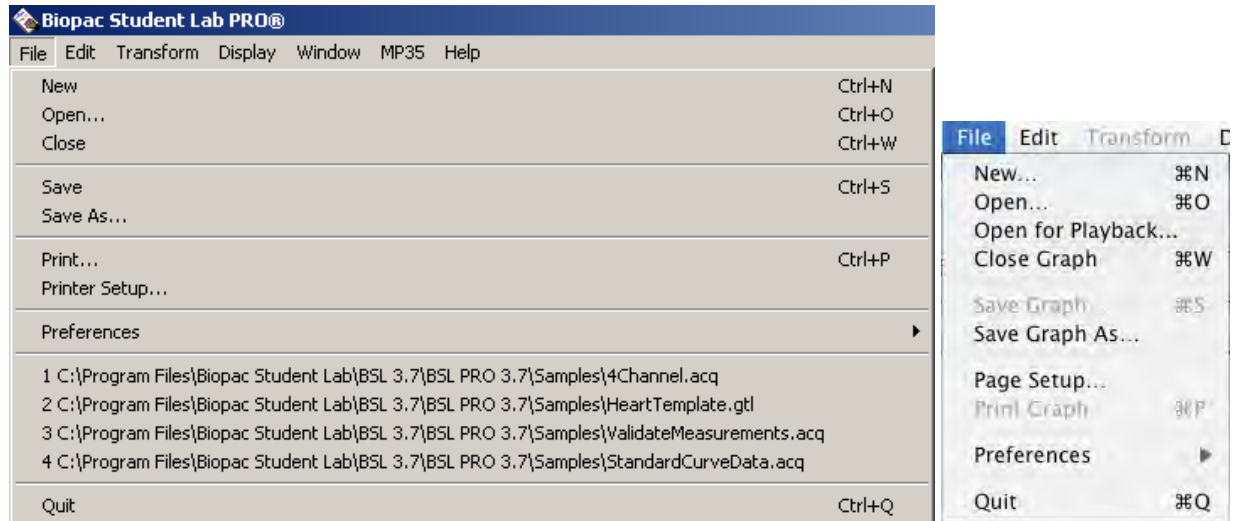 Biopac Student Lab PRO®
File Edit Transform Display Window MP35 Help
New Ctrl+N
Open... Ctrl+O
Close Ctrl+W
Save Ctrl+S
Save As...
Print... Ctrl+P
Printer Setup...
Preferences
1 C:\Program Files\Biopac Student Lab\BSL 3.7\BSL PRO 3.7\Samples\4Channel.acq
2 C:\Program Files\Biopac Student Lab\BSL 3.7\BSL PRO 3.7\Samples\HeartTemplate.gtl
3 C:\Program Files\Biopac Student Lab\BSL 3.7\BSL PRO 3.7\Samples\ValidateMeasurements.acq
4 C:\Program Files\Biopac Student Lab\BSL 3.7\BSL PRO 3.7\Samples\StandardCurveData.acq
Quit Ctrl+Q
File Edit Transform D
New... ⌘N
Open... ⌘O
Open for Playback...
Close Graph ⌘W
Save Graph ⌘S
Save Graph As...
Page Setup...
Print Graph ⌘P
Preferences
Quit ⌘Q